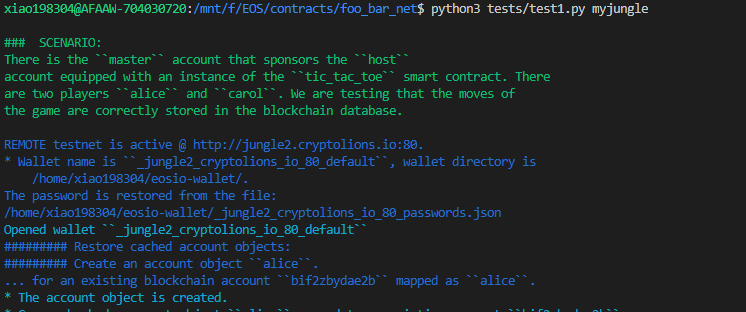 xiao198304@AFAAW-704030720:/mnt/f/EOS/contracts/foo_bar_net$ python3 tests/test1.py myjungle
###  SCENARIO:
There is the ``master`` account that sponsors the ``host``
account equipped with an instance of the ``tic_tac_toe`` smart contract. There
are two players ``alice`` and ``carol``. We are testing that the moves of
the game are correctly stored in the blockchain database.
REMOTE testnet is active @ http://jungle2.cryptolions.io:80.
* Wallet name is ``_jungle2_cryptolions_io_80_default``, wallet directory is
    /home/xiao198304/eosio-wallet/.
The password is restored from the file:
/home/xiao198304/eosio-wallet/_jungle2_cryptolions_io_80_passwords.json
Opened wallet ``_jungle2_cryptolions_io_80_default``
######### Restore cached account objects:
######### Create an account object ``alice``.
... for an existing blockchain account ``bif2zbydae2b`` mapped as ``alice``.
* The account object is created.